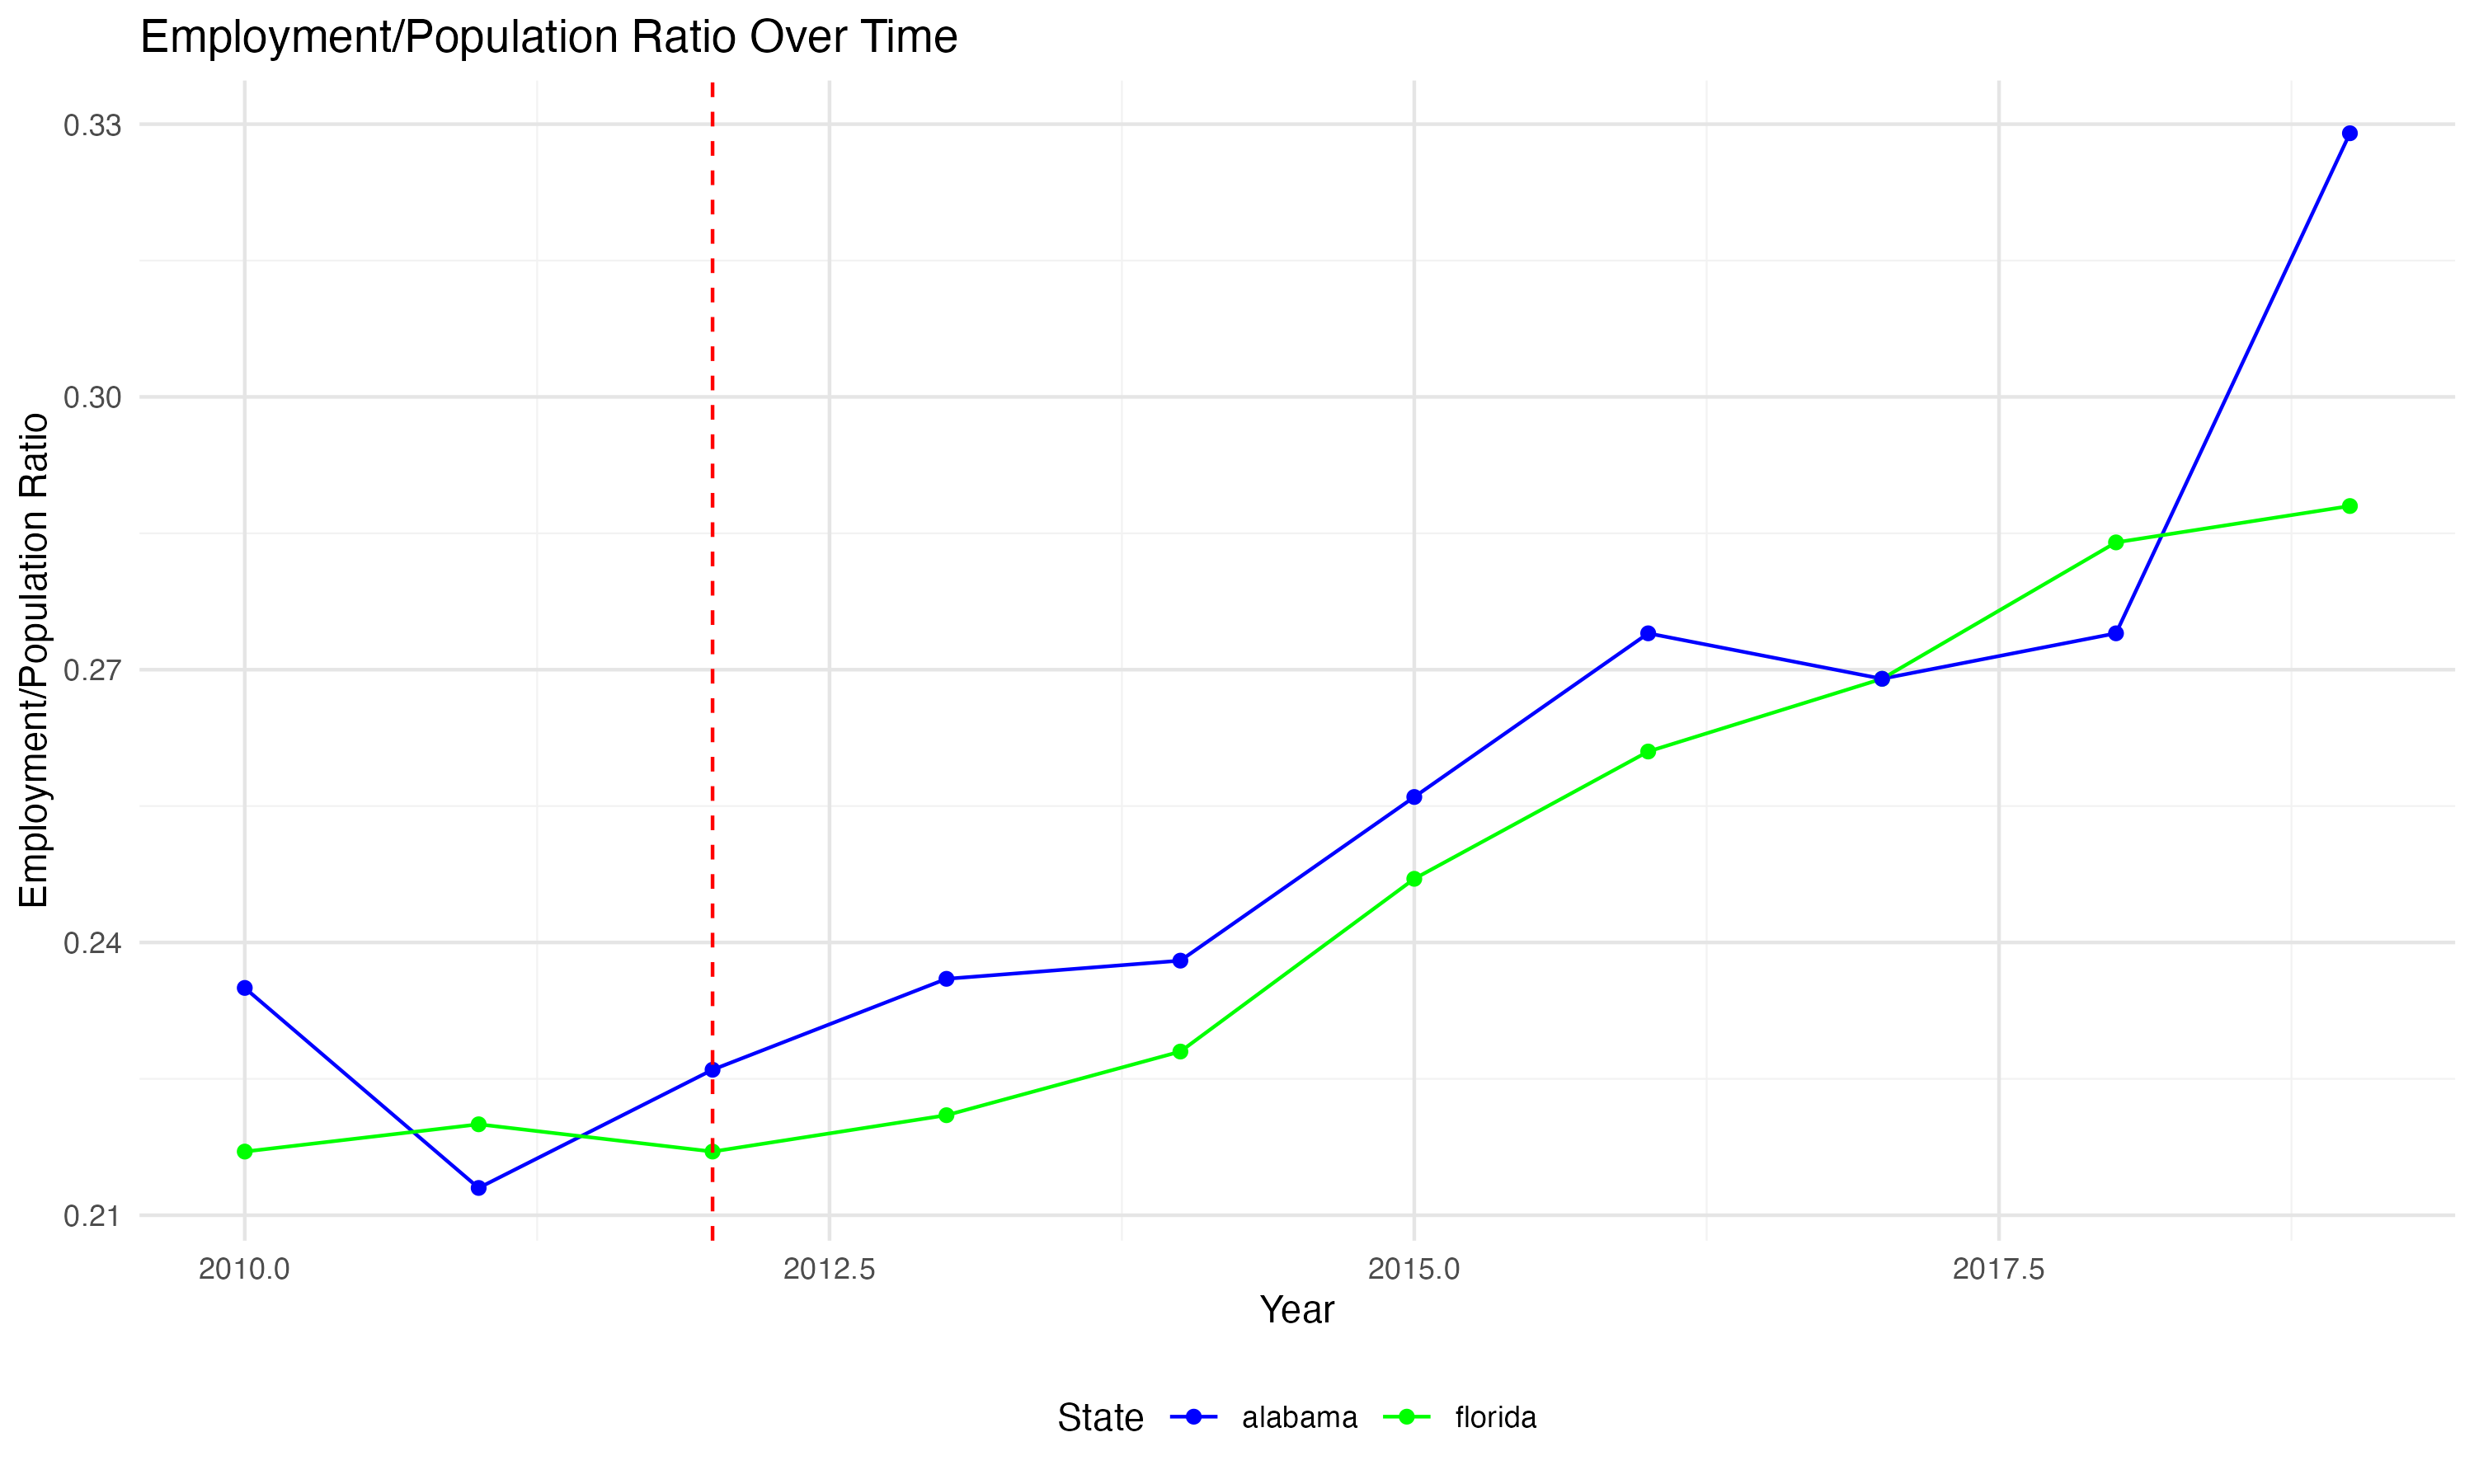 Employment/Population Ratio Over Time
Employment/Population Ratio
0.33
0.30
0.27
0.24
0.21
2010.0 2012.5 2015.0 2017.5
Year
State alabama florida